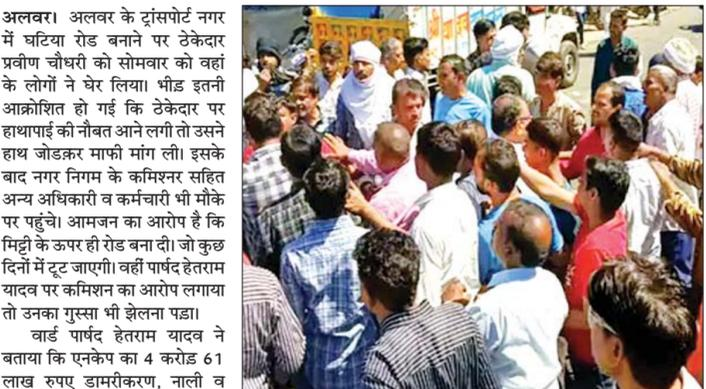 अलवर। अलवर के ट्रांसपोर्ट नगर
में घटिया रोड बनाने पर ठेकेदार
प्रवीण चौधरी को सोमवार को वहां
के लोगों ने घेर लिया। भीड़ इतनी
आक्रोशित हो गई कि ठेकेदार पर
हाथापाई की नौबत आने लगी तो उसने
हाथ जोडक़र माफी मांग ली। इसके
बाद नगर निगम के कमिश्नर सहित
अन्य अधिकारी व कर्मचारी भी मौके
पर पहुंचे। आमजन का आरोप है कि
मिट्टी के ऊपर ही रोड बना दी। जो कुछ
दिनों में टूट जाएगी। वहीं पार्षद हेतराम
यादव पर कमिशन का आरोप लगाया
तो उनका गुस्सा भी झेलना पड़ा।
वार्ड पार्षद हेतराम यादव ने
बताया कि एनकेप का 4 करोड़ 61
लाख रुपए डामरीकरण, नाली व